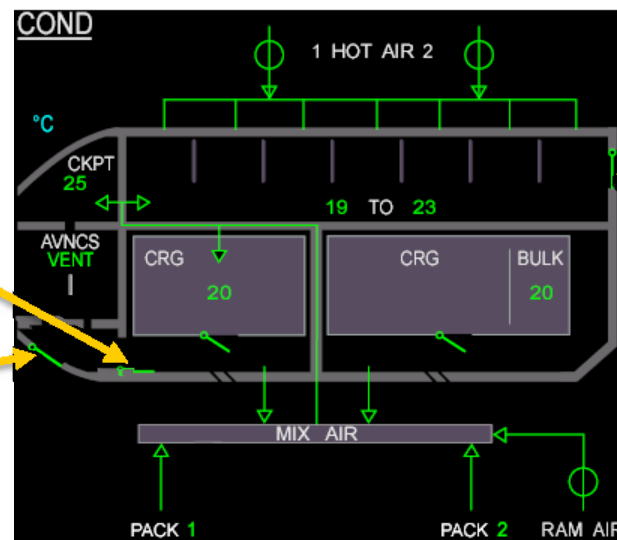 COND
1 HOT AIR 2
°C
CKPT
25
19 TO 23
AVNCS
VENT
CRG
20
CRG
BULK
20
MIX AIR
PACK 1
PACK 2
RAM AIR